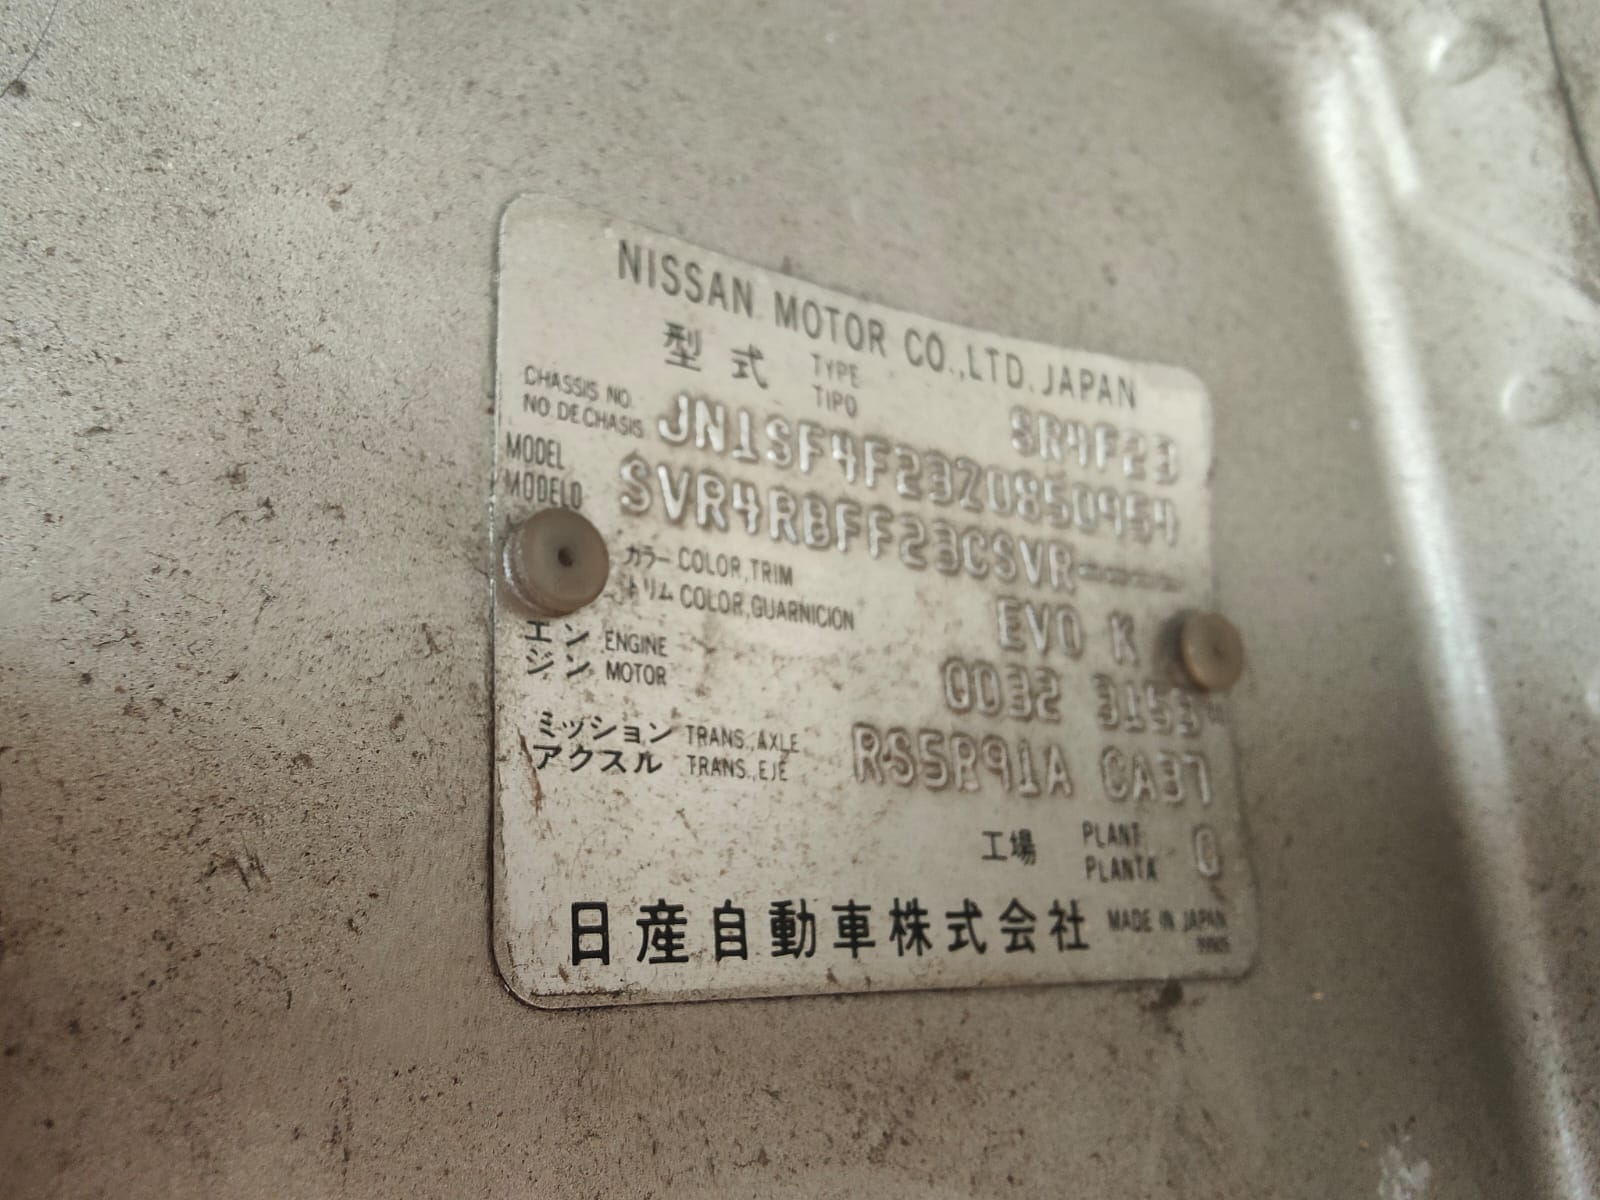 NISSAN MOTOR CO.,LTD. JAPAN
型式 TYPE TIPO SR4F23
CHASSIS NO. NO. DE CHASIS JN1SF4F23Z0850954
MODEL MODELO SVR4RBFF23CSVR
カラー COLOR,TRIM
トリム COLOR,GUARNICION EV0 K
エンジン ENGINE MOTOR 3153
ミッション TRANS.,AXLE
アクスル TRANS.,EJE RS5R91A CA37
工場 PLANT PLANTA
日産自動車株式会社 MADE IN JAPAN